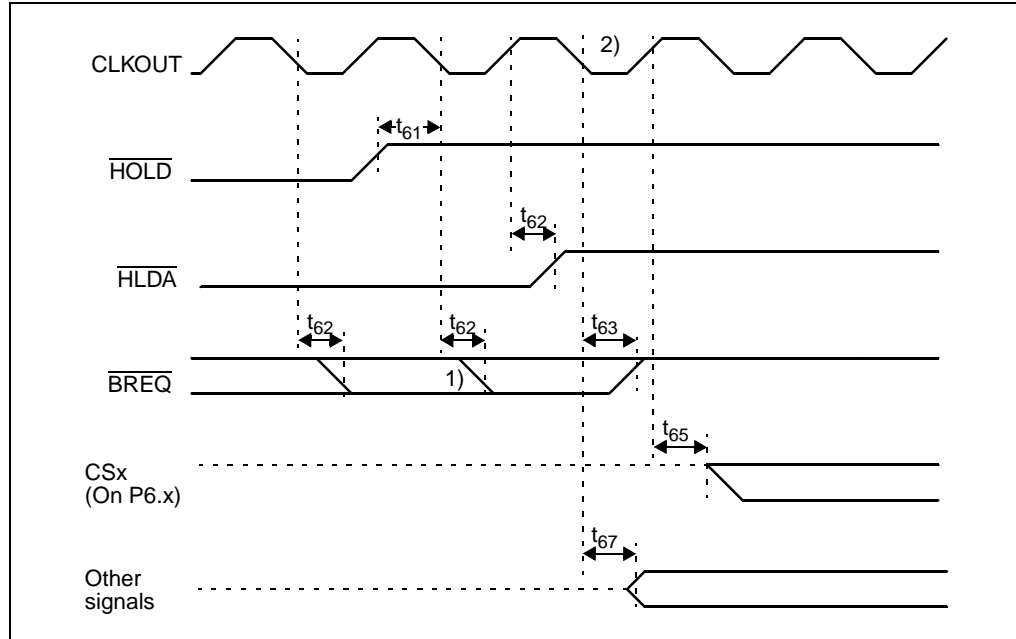 2)
CLKOUT
t61
HOLD
t62
HLDA
t62 t62 t63
BREQ 1)
t65
CSx
(On P6.x)
t67
Other
signals